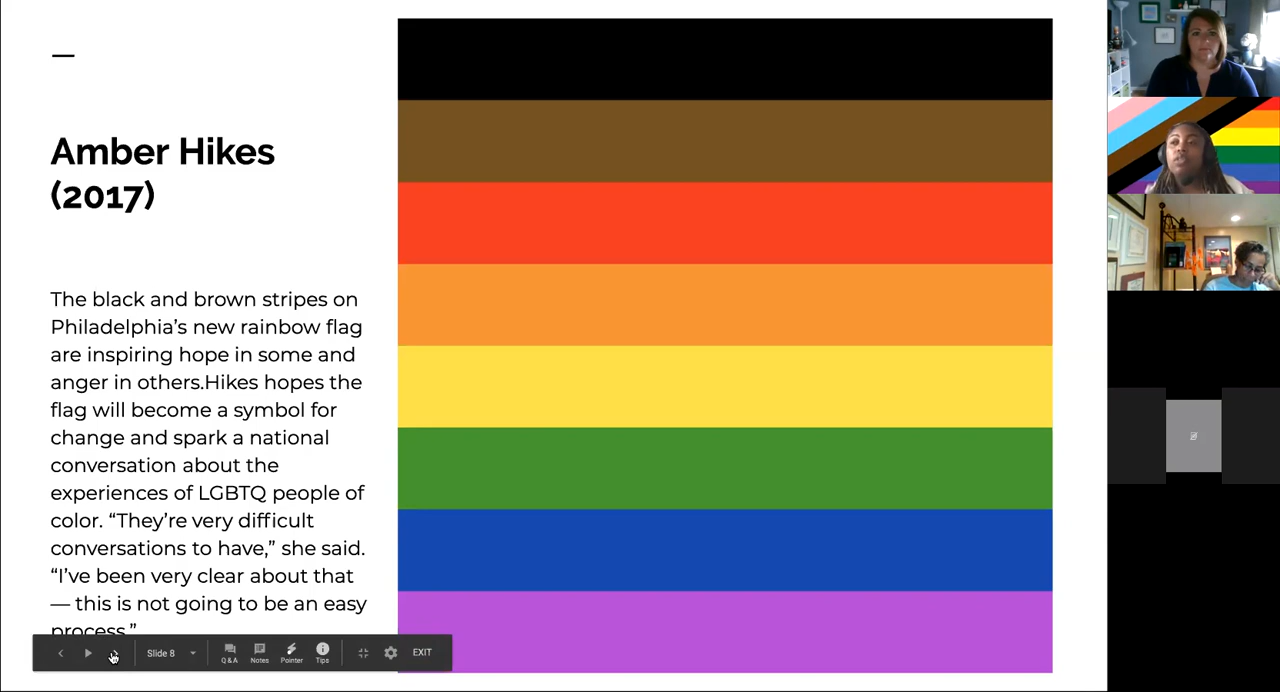 Amber Hikes
(2017)
The black and brown stripes on
Philadelphia’s new rainbow flag
are inspiring hope in some and
anger in others.Hikes hopes the
flag will become a symbol for
change and spark a national
conversation about the
experiences of LGBTQ people of
color. “They’re very difficult
conversations to have,” she said.
“I’ve been very clear about that
— this is not going to be an easy
process.”
Slide 8
Q & A
Notes
Pointer
Tips
EXIT